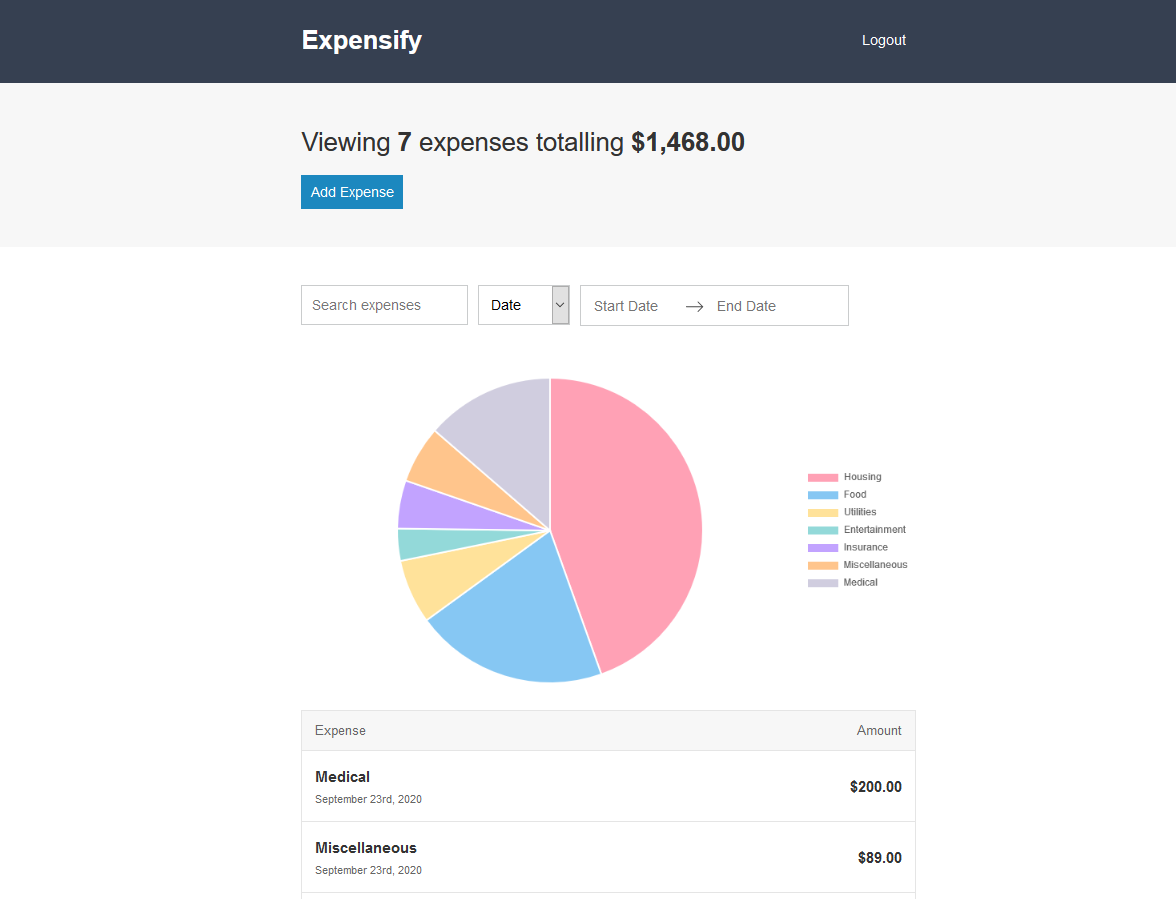 Expensify
Logout
Viewing 7 expenses totalling $1,468.00
Add Expense
Search expenses
Date
Start Date → End Date
Housing
Food
Utilities
Entertainment
Insurance
Miscellaneous
Medical
Expense Amount
Medical
September 23rd, 2020
$200.00
Miscellaneous
September 23rd, 2020
$89.00